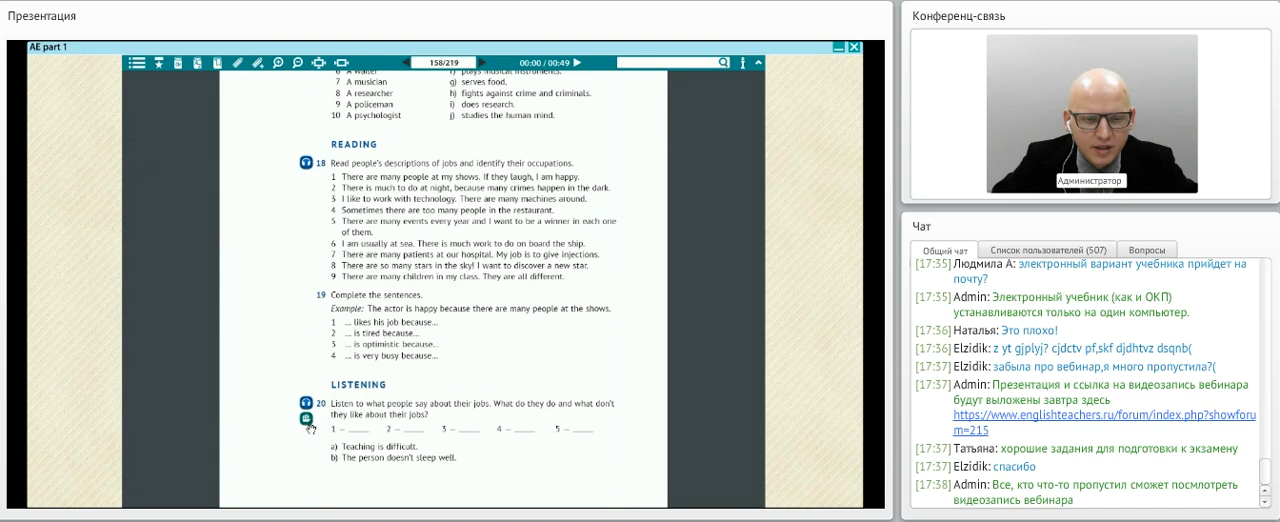 Презентация
AE part 1
158/219
00:00 / 00:49
7 A musician g) serves food.
8 A researcher h) fights against crime and criminals.
9 A policeman i) does research.
10 A psychologist j) studies the human mind.
READING
18 Read people's descriptions of jobs and identify their occupations.
1 There are many people at my shows. If they laugh, I am happy.
2 There is much to do at night, because many crimes happen in the dark.
3 I like to work with technology. There are many machines around.
4 Sometimes there are too many people in the restaurant.
5 There are many events every year and I want to be a winner in each one
of them.
6 I am usually at sea. There is much work to do on board the ship.
7 There are many patients at our hospital. My job is to give injections.
8 There are so many stars in the sky! I want to discover a new star.
9 There are many children in my class. They are all different.
19 Complete the sentences.
Example: The actor is happy because there are many people at the shows.
1 ... likes his job because...
2 ... is tired because...
3 ... is optimistic because...
4 ... is very busy because...
LISTENING
20 Listen to what people say about their jobs. What do they do and what don't
they like about their jobs?
1 – ____ 2 – ____ 3 – ____ 4 – ____ 5 – ____
a) Teaching is difficult.
b) The person doesn't sleep well.
Конференц-связь
Администратор
Чат
Общий чат Список пользователей (507) Вопросы
[17:35] Людмила А: электронный вариант учебника прийдет на
почту?
[17:35] Admin: Электронный учебник (как и ОКП)
устанавливаются только на один компьютер.
[17:36] Наталья: Это плохо!
[17:36] Elzidik: z yt gjplyj? cjdctv pf,skf djdhtvz dsqnb(
[17:37] Elzidik: забыла про вебинар,я много пропустила?(
[17:37] Admin: Презентация и ссылка на видеозапись вебинара
будут выложены завтра здесь
https://www.englishteachers.ru/forum/index.php?showforu
m=215
[17:37] Татьяна: хорошие задания для подготовки к экзамену
[17:37] Elzidik: спасибо
[17:38] Admin: Все, кто что-то пропустил сможет посмлотреть
видеозапись вебинара